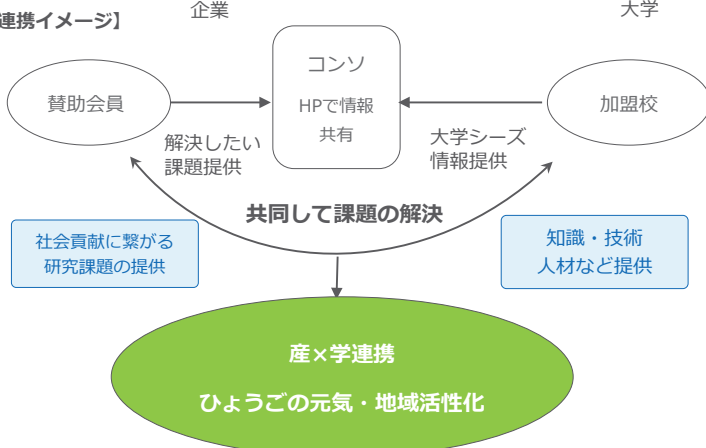 連携イメージ】
企業
大学
コンソ
HPで情報
共有
賛助会員
加盟校
解決したい
課題提供
大学シーズ
情報提供
共同して課題の解決
社会貢献に繋がる
研究課題の提供
知識・技術
人材など提供
産×学連携
ひょうごの元気・地域活性化